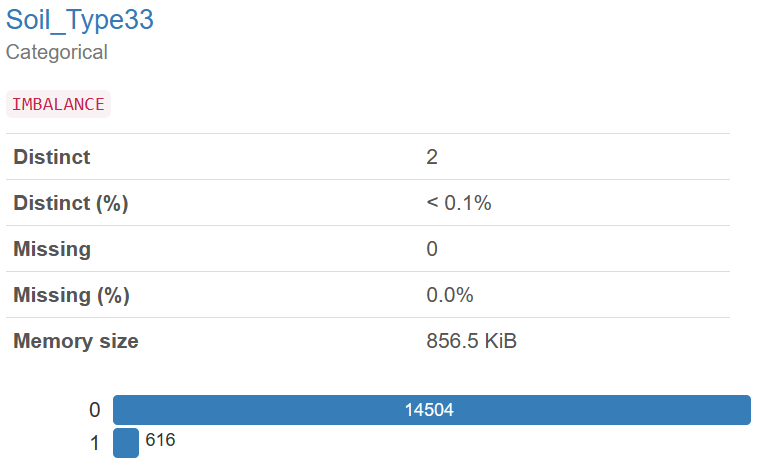 Soil_Type33
Categorical
IMBALANCE
Distinct 2
Distinct (%) < 0.1%
Missing 0
Missing (%) 0.0%
Memory size 856.5 KiB
0 14504
1 616